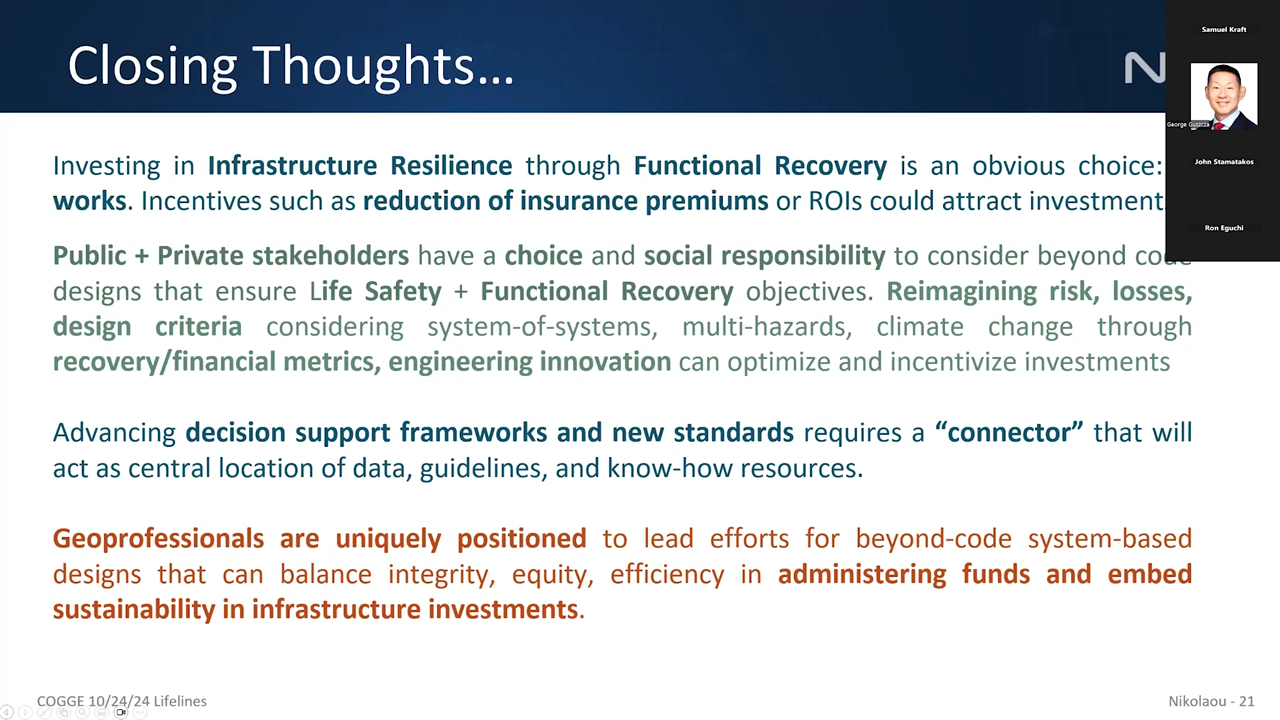 Closing Thoughts...
N
Samuel Kraft
George Guszcza
John Stamatakos
Ron Eguchi
Investing in Infrastructure Resilience through Functional Recovery is an obvious choice:
works. Incentives such as reduction of insurance premiums or ROIs could attract investment
Public + Private stakeholders have a choice and social responsibility to consider beyond code
designs that ensure Life Safety + Functional Recovery objectives. Reimagining risk, losses,
design criteria considering system-of-systems, multi-hazards, climate change through
recovery/financial metrics, engineering innovation can optimize and incentivize investments
Advancing decision support frameworks and new standards requires a “connector” that will
act as central location of data, guidelines, and know-how resources.
Geoprofessionals are uniquely positioned to lead efforts for beyond-code system-based
designs that can balance integrity, equity, efficiency in administering funds and embed
sustainability in infrastructure investments.
COGGE 10/24/24 Lifelines
Nikolaou - 21